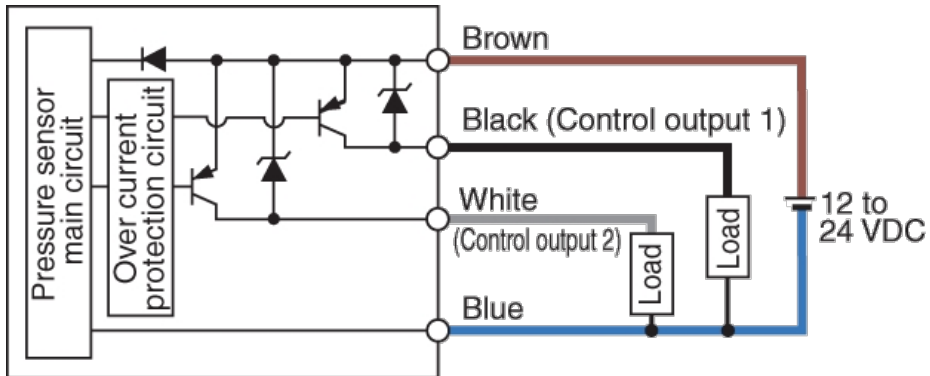 Pressure sensor
main circuit
Over current
protection circuit
Brown
Black (Control output 1)
White
(Control output 2)
Blue
Load
Load
12 to
24 VDC